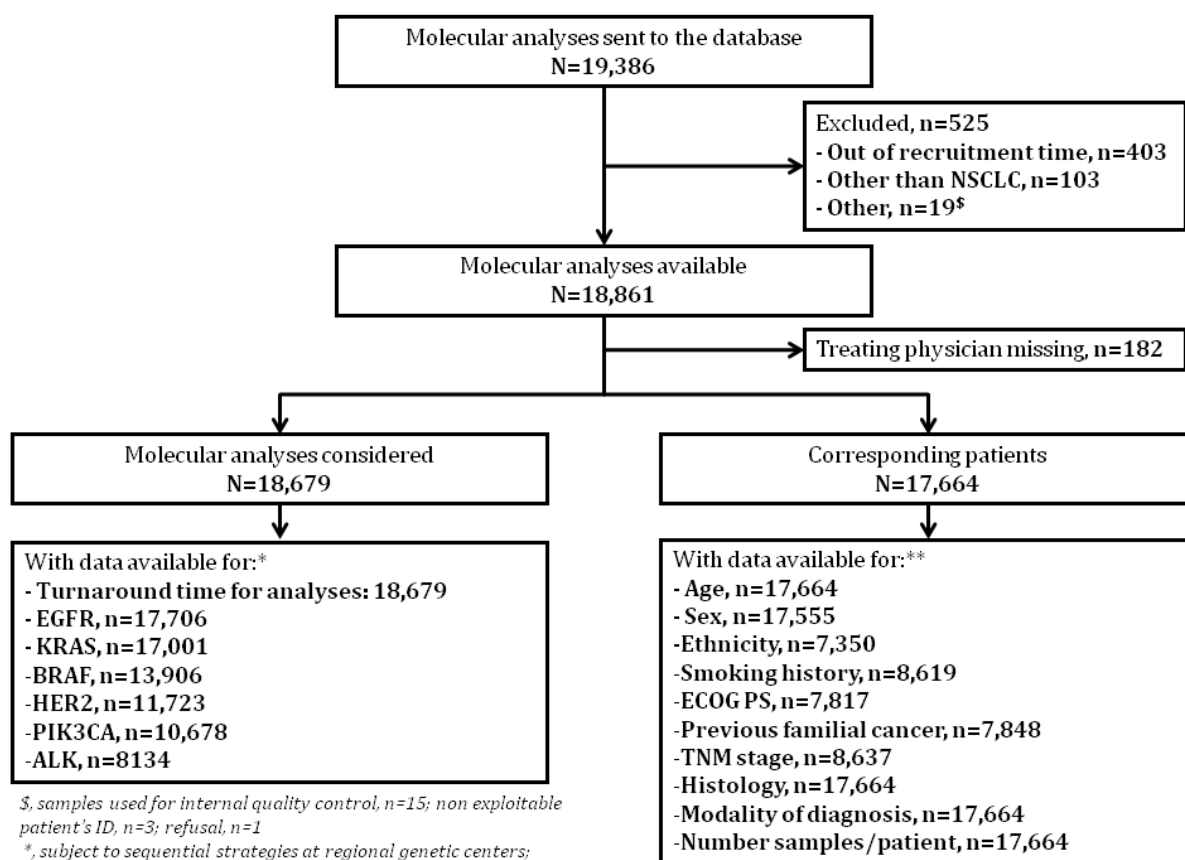 Molecular analyses sent to the database
N=19,386
Excluded, n=525
- Out of recruitment time, n=403
- Other than NSCLC, n=103
- Other, n=19$
Molecular analyses available
N=18,861
Treating physician missing, n=182
Molecular analyses considered
N=18,679
Corresponding patients
N=17,664
With data available for:*
- Turnaround time for analyses: 18,679
- EGFR, n=17,706
- KRAS, n=17,001
-BRAF, n=13,906
-HER2, n=11,723
-PIK3CA, n=10,678
-ALK, n=8134
With data available for:**
- Age, n=17,664
- Sex, n=17,555
-Ethnicity, n=7,350
-Smoking history, n=8,619
-ECOG PS, n=7,817
-Previous familial cancer, n=7,848
-TNM stage, n=8,637
-Histology, n=17,664
-Modality of diagnosis, n=17,664
-Number samples/patient, n=17,664
$, samples used for internal quality control, n=15; non exploitable
patient's ID, n=3; refusal, n=1
*, subject to sequential strategies at regional genetic centers;